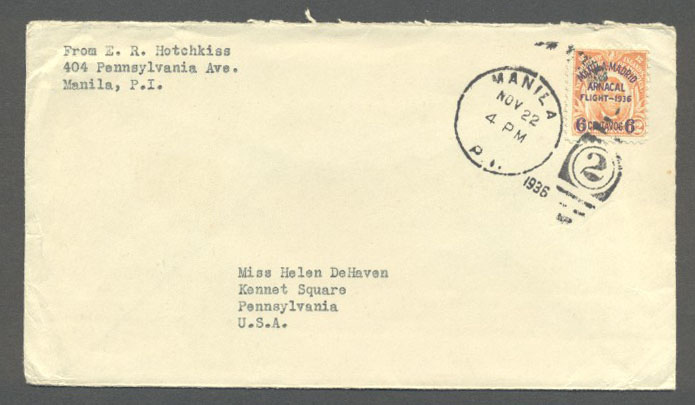 From E. R. Hotchkiss
404 Pennsylvania Ave.
Manila, P.I.
MANILA
NOV 22
4 PM
P.I.
1936
MANILA-MADRID
ARNACAL
FLIGHT-1936
6 CENTAVOS 6
2
Miss Helen DeHaven
Kennet Square
Pennsylvania
U.S.A.